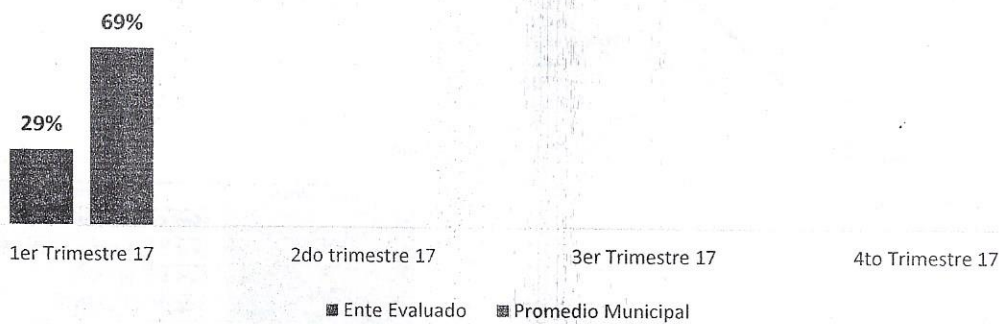 69%
29%
1er Trimestre 17 2do trimestre 17 3er Trimestre 17 4to Trimestre 17
Ente Evaluado Promedio Municipal